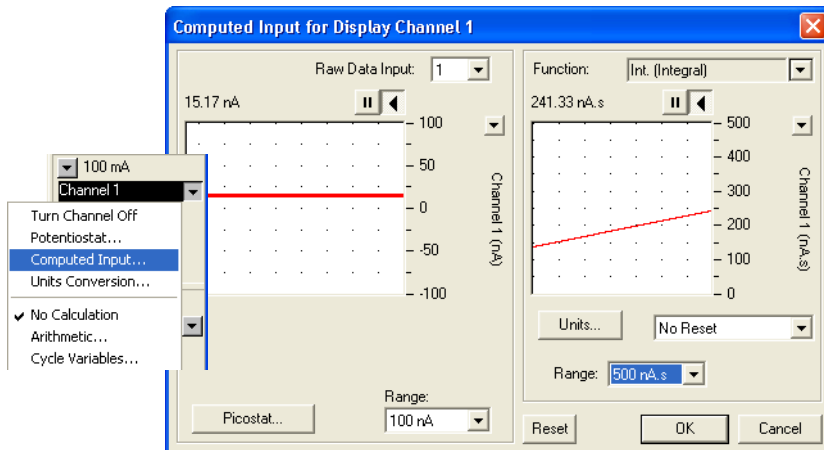 Computed Input for Display Channel 1
Raw Data Input: 1
15.17 nA
100
50
0
-50
-100
Channel 1 (nA)
Picostat...
Range:
100 nA
Function: Int. (Integral)
241.33 nA.s
500
400
300
200
100
0
Channel 1 (nA.s)
Units...
No Reset
Range: 500 nA.s
Reset
OK
Cancel
100 mA
Channel 1
Turn Channel Off
Potentiostat...
Computed Input...
Units Conversion...
No Calculation
Arithmetic...
Cycle Variables...